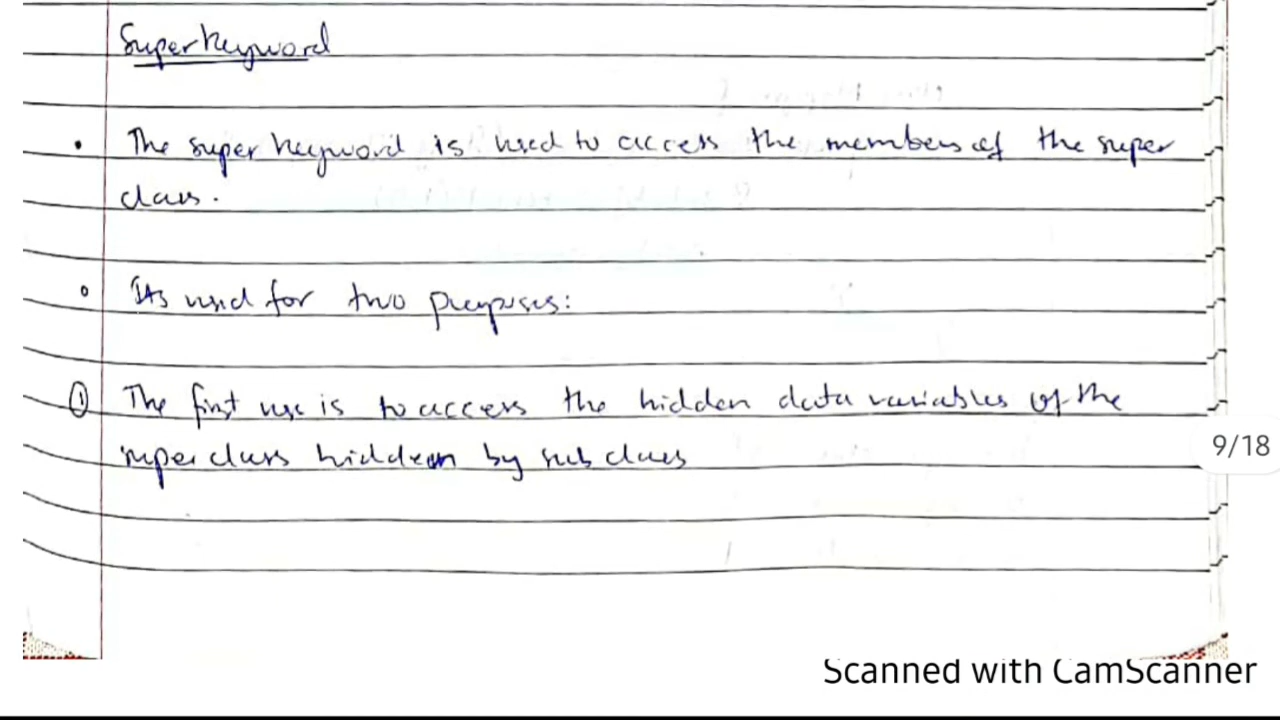 Super keyword
• The super keyword is used to access the members of the super
class.
• Its used for two purposes:
① The first use is to access the hidden data variables of the
super class hidden by sub class
9/18
Scanned with CamScanner